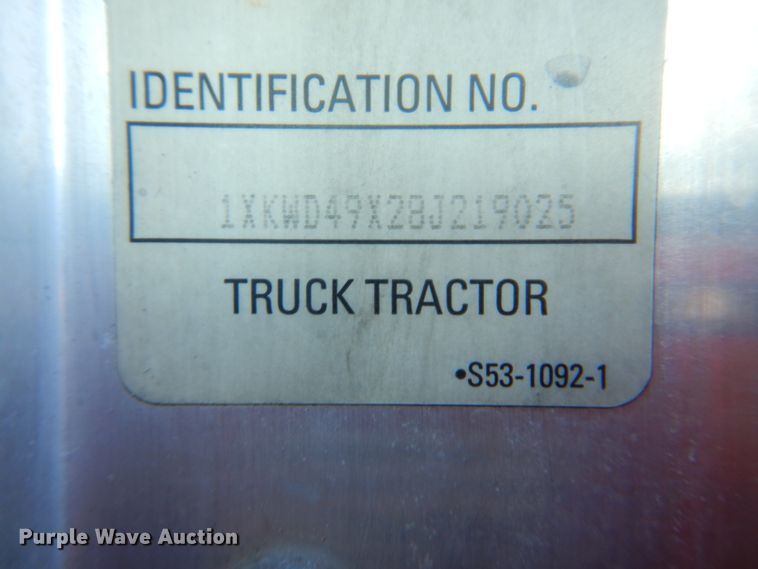 IDENTIFICATION NO.
1XKWD49X28J219025
TRUCK TRACTOR
•S53-1092-1
Purple Wave Auction